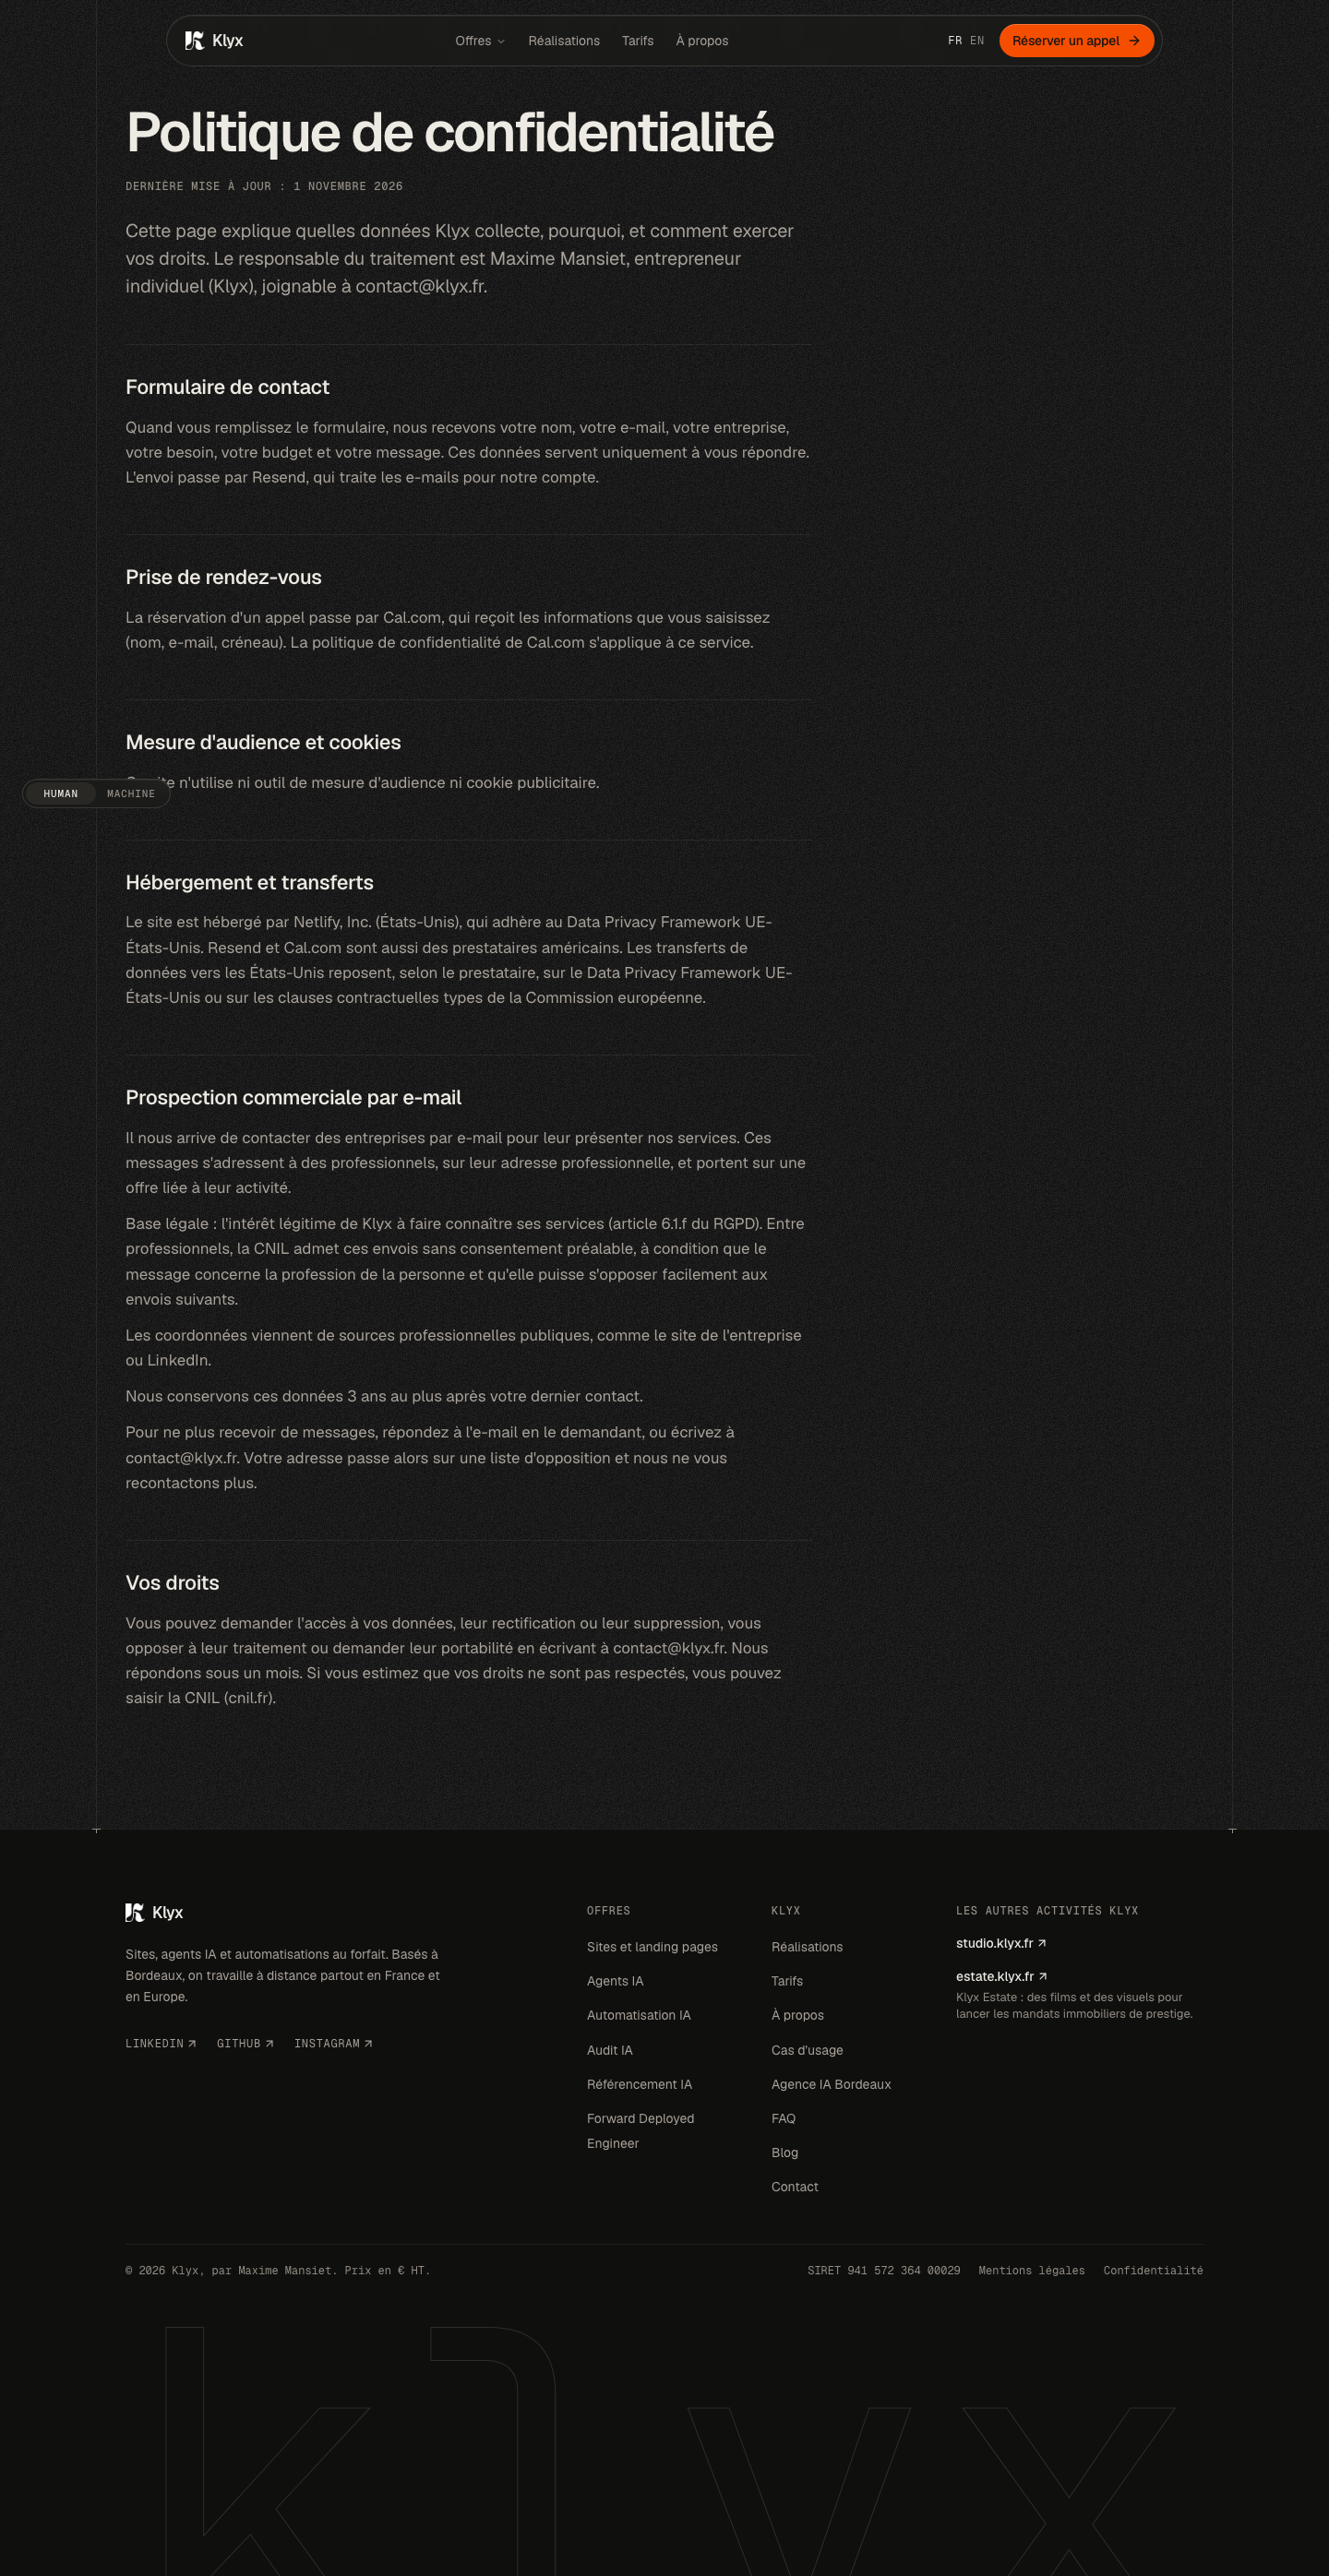 Klyx
Offres
Réalisations
Tarifs
À propos
FR EN
Réserver un appel
Politique de confidentialité
DERNIÈRE MISE À JOUR : 1 NOVEMBRE 2026
Cette page explique quelles données Klyx collecte, pourquoi, et comment exercer
vos droits. Le responsable du traitement est Maxime Mansiet, entrepreneur
individuel (Klyx), joignable à contact@klyx.fr.
Formulaire de contact
Quand vous remplissez le formulaire, nous recevons votre nom, votre e-mail, votre entreprise,
votre besoin, votre budget et votre message. Ces données servent uniquement à vous répondre.
L'envoi passe par Resend, qui traite les e-mails pour notre compte.
Prise de rendez-vous
La réservation d'un appel passe par Cal.com, qui reçoit les informations que vous saisissez
(nom, e-mail, créneau). La politique de confidentialité de Cal.com s'applique à ce service.
Mesure d'audience et cookies
n'utilise ni outil de mesure d'audience ni cookie publicitaire.
HUMAN MACHINE
Hébergement et transferts
Le site est hébergé par Netlify, Inc. (États-Unis), qui adhère au Data Privacy Framework UE-
États-Unis. Resend et Cal.com sont aussi des prestataires américains. Les transferts de
données vers les États-Unis reposent, selon le prestataire, sur le Data Privacy Framework UE-
États-Unis ou sur les clauses contractuelles types de la Commission européenne.
Prospection commerciale par e-mail
Il nous arrive de contacter des entreprises par e-mail pour leur présenter nos services. Ces
messages s'adressent à des professionnels, sur leur adresse professionnelle, et portent sur une
offre liée à leur activité.
Base légale : l'intérêt légitime de Klyx à faire connaître ses services (article 6.1.f du RGPD). Entre
professionnels, la CNIL admet ces envois sans consentement préalable, à condition que le
message concerne la profession de la personne et qu'elle puisse s'opposer facilement aux
envois suivants.
Les coordonnées viennent de sources professionnelles publiques, comme le site de l'entreprise
ou LinkedIn.
Nous conservons ces données 3 ans au plus après votre dernier contact.
Pour ne plus recevoir de messages, répondez à l'e-mail en le demandant, ou écrivez à
contact@klyx.fr. Votre adresse passe alors sur une liste d'opposition et nous ne vous
recontactons plus.
Vos droits
Vous pouvez demander l'accès à vos données, leur rectification ou leur suppression, vous
opposer à leur traitement ou demander leur portabilité en écrivant à contact@klyx.fr. Nous
répondons sous un mois. Si vous estimez que vos droits ne sont pas respectés, vous pouvez
saisir la CNIL (cnil.fr).
Klyx
Sites, agents IA et automatisations au forfait. Basés à
Bordeaux, on travaille à distance partout en France et
en Europe.
LINKEDIN GITHUB INSTAGRAM
OFFRES
Sites et landing pages
Agents IA
Automatisation IA
Audit IA
Référencement IA
Forward Deployed
Engineer
KLYX
Réalisations
Tarifs
À propos
Cas d'usage
Agence IA Bordeaux
FAQ
Blog
Contact
LES AUTRES ACTIVITÉS KLYX
studio.klyx.fr
estate.klyx.fr
Klyx Estate : des films et des visuels pour
lancer les mandats immobiliers de prestige.
© 2026 Klyx, par Maxime Mansiet. Prix en € HT.
SIRET 941 572 364 00029 Mentions légales Confidentialité
klyx